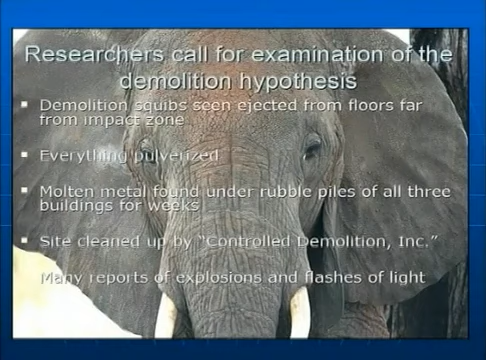 Researchers call for examination of the
demolition hypothesis
Demolition squibs seen ejected from floors far
from impact zone
Everything pulverized
Molten metal found under rubble piles of all three
buildings for weeks
Site cleaned up by “Controlled Demolition, Inc.”
Many reports of explosions and flashes of light